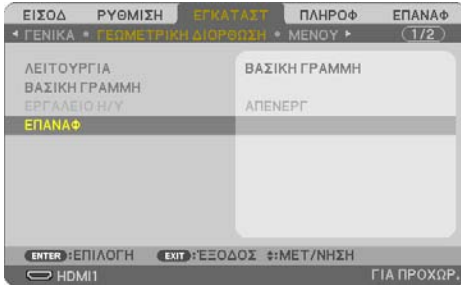 ΕΙΣΟΔ ΡΥΘΜΙΣΗ ΕΓΚΑΤΑΣΤ ΠΛΗΡΟΦ ΕΠΑΝΑΦ
ΓΕΝΙΚΑ • ΓΕΩΜΕΤΡΙΚΗ ΔΙΟΡΘΩΣΗ • ΜΕΝΟΥ (1/2)
ΛΕΙΤΟΥΡΓΙΑ ΒΑΣΙΚΗ ΓΡΑΜΜΗ
ΒΑΣΙΚΗ ΓΡΑΜΜΗ
ΕΡΓΑΛΕΙΟ Η/Υ ΑΠΕΝΕΡΓ
ΕΠΑΝΑΦ
ENTER :ΕΠΙΛΟΓΗ EXIT :ΈΞΟΔΟΣ :ΜΕΤ/ΝΗΣΗ
HDMI1 ΓΙΑ ΠΡΟΧΩΡ.